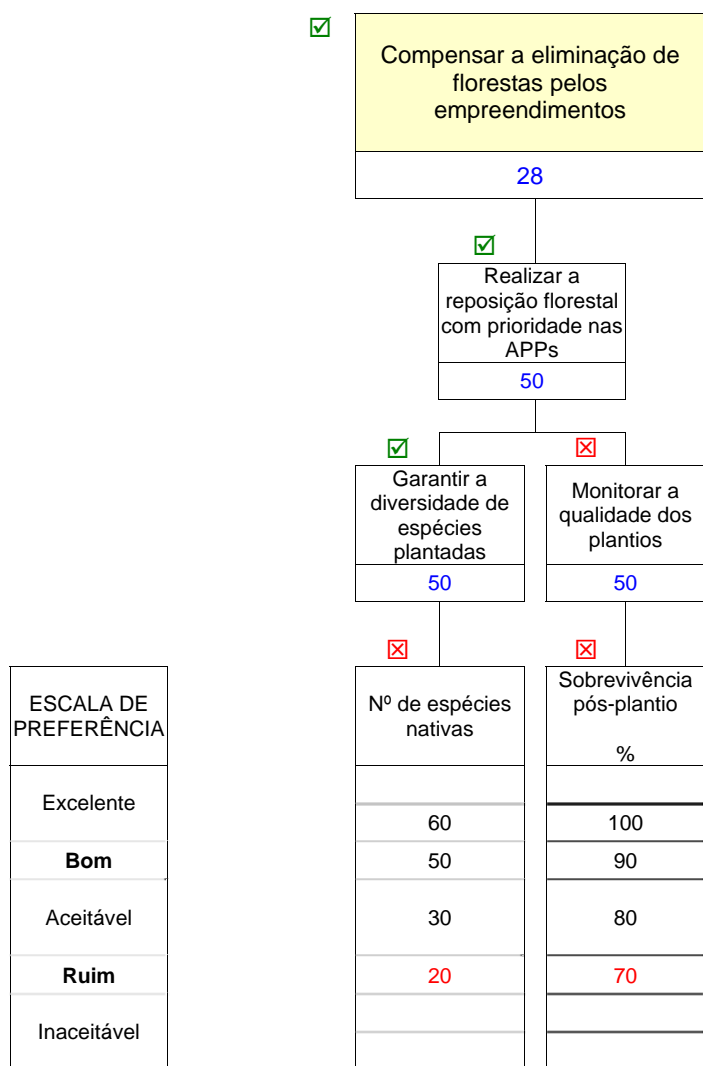 Compensar a eliminação de
florestas pelos
empreendimentos
28
Realizar a
reposição florestal
com prioridade nas
APPs
50
Garantir a
diversidade de
espécies
plantadas
50
Monitorar a
qualidade dos
plantios
50
ESCALA DE
PREFERÊNCIA
Nº de espécies
nativas
Sobrevivência
pós-plantio
%
Excelente
60
100
Bom
50
90
Aceitável
30
80
Ruim
20
70
Inaceitável